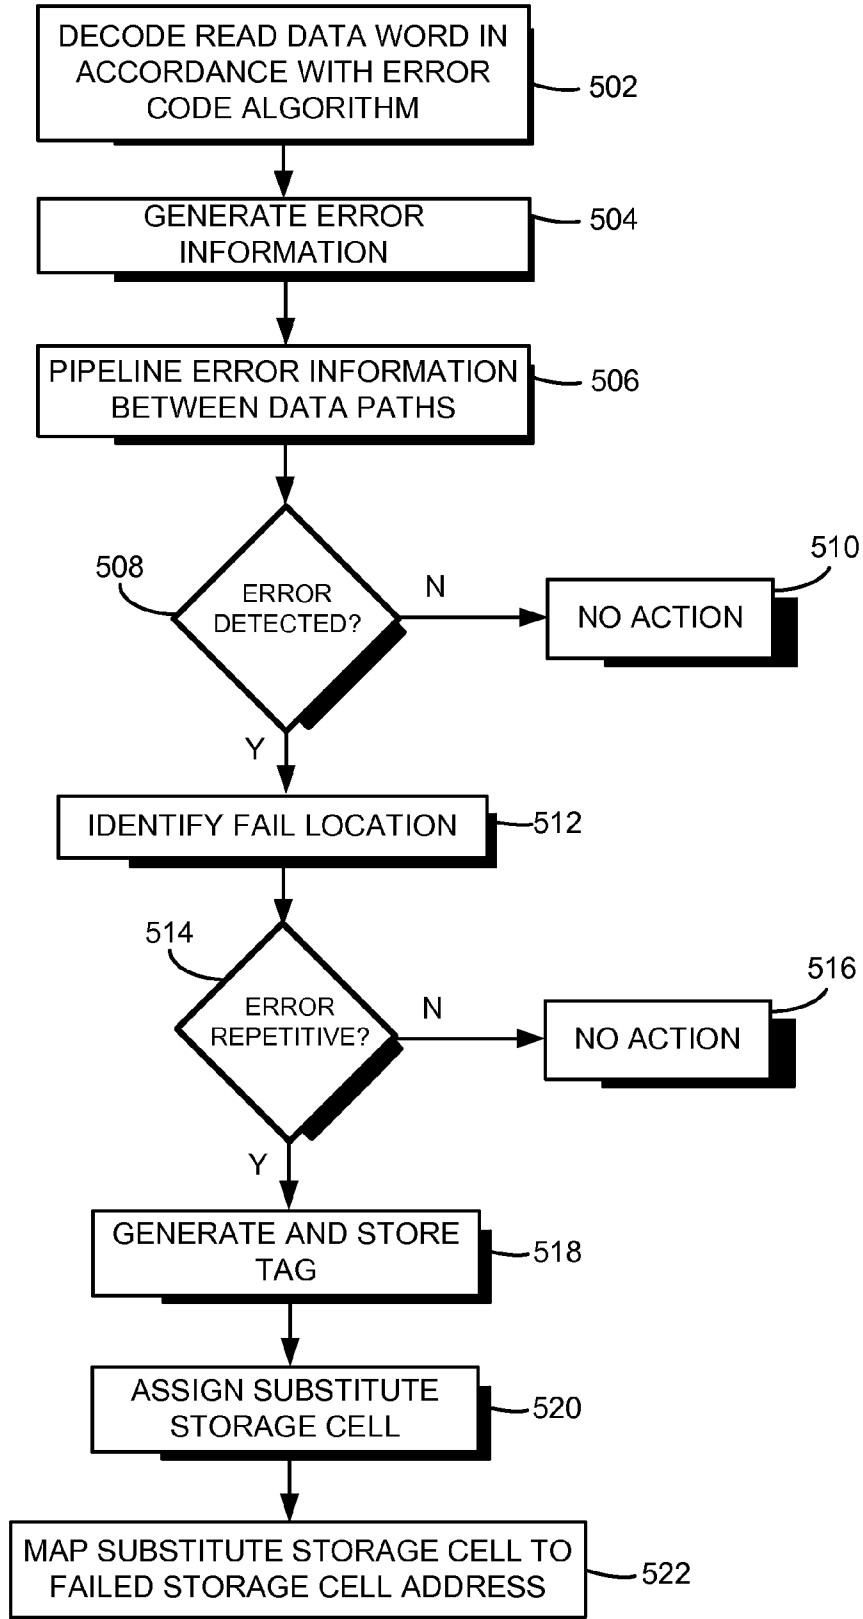 DECODE READ DATA WORD IN
ACCORDANCE WITH ERROR
CODE ALGORITHM
502
GENERATE ERROR
INFORMATION
504
PIPELINE ERROR INFORMATION
BETWEEN DATA PATHS
506
508
ERROR
DETECTED?
N
510
NO ACTION
Y
IDENTIFY FAIL LOCATION
512
514
ERROR
REPETITIVE?
N
516
NO ACTION
Y
GENERATE AND STORE
TAG
518
ASSIGN SUBSTITUTE
STORAGE CELL
520
MAP SUBSTITUTE STORAGE CELL TO
FAILED STORAGE CELL ADDRESS
522